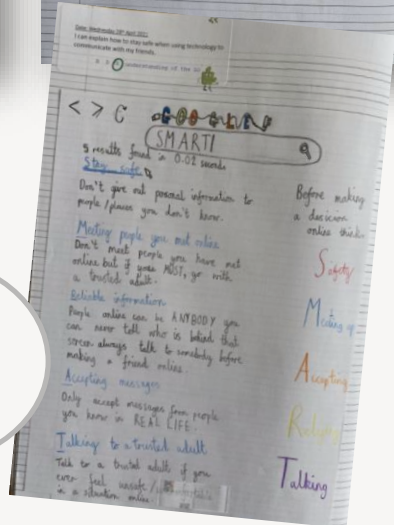 Date: Wednesday 28th April 2021
I can explain how to stay safe when using technology to
communicate with my friends.
understanding of the
< > C GOOGLE
SMART!
5 results found in 0.02 seconds
Stay safe
Don't give out personal information to
people/places you don't know.
Meeting people you met online
Don't meet people you have met
online but if you MUST, go with
a trusted adult.
Reliable information
People online can be ANYBODY you
can never tell who is behind that
screen always talk to somebody before
making a friend online.
Accepting messages
Only accept messages from people
you know in REAL LIFE.
Talking to a trusted adult
Talk to a trusted adult if you
ever feel unsafe/
in a situation online
Before making
a decision
online think
Safety
Meeting up
Accepting
Talking